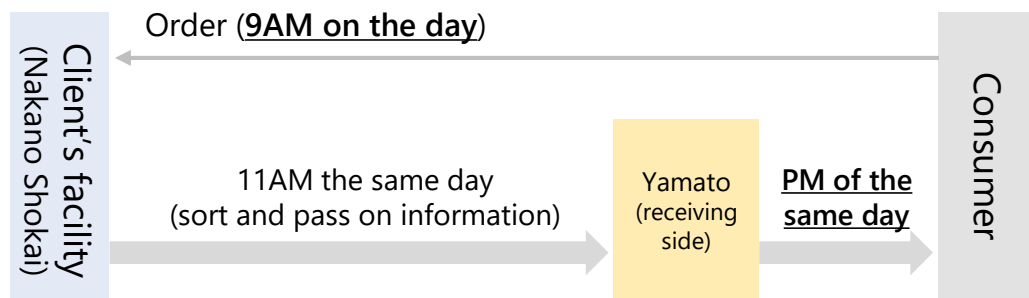 Order (9AM on the day)
Client's facility
(Nakano Shokai)
11AM the same day
(sort and pass on information)
Yamato
(receiving
side)
PM of the
same day
Consumer